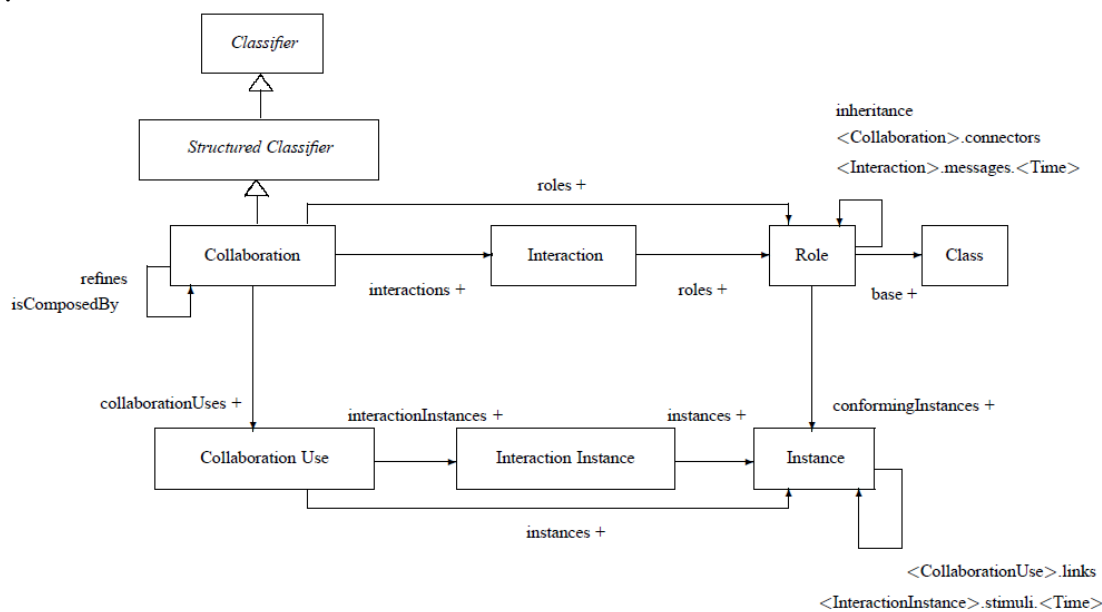 Classifier
Structured Classifier
inheritance
<Collaboration>.connectors
<Interaction>.messages.<Time>
roles +
Collaboration
Interaction
Role
Class
refines
isComposedBy
interactions +
roles +
base +
collaborationUses +
interactionInstances +
instances +
conformingInstances +
Collaboration Use
Interaction Instance
Instance
instances +
<CollaborationUse>.links
<InteractionInstance>.stimuli.<Time>